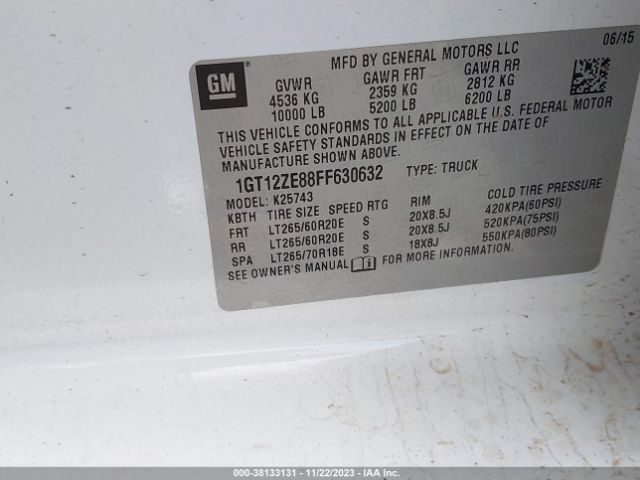 MFD BY GENERAL MOTORS LLC 06/15
GM
GVWR GAWR FRT GAWR RR
4536 KG 2359 KG 2812 KG
10000 LB 5200 LB 6200 LB
THIS VEHICLE CONFORMS TO ALL APPLICABLE U.S. FEDERAL MOTOR
VEHICLE SAFETY STANDARDS IN EFFECT ON THE DATE OF
MANUFACTURE SHOWN ABOVE.
1GT12ZE88FF630632 TYPE: TRUCK
MODEL: K25743
KBTH TIRE SIZE SPEED RTG RIM COLD TIRE PRESSURE
FRT LT265/60R20E S 20X8.5J 420KPA(60PSI)
RR LT265/60R20E S 20X8.5J 520KPA(75PSI)
SPA LT265/70R18E S 18X8J 550KPA(80PSI)
SEE OWNER'S MANUAL FOR MORE INFORMATION.
000-38133131 - 11/22/2023 - IAA Inc.